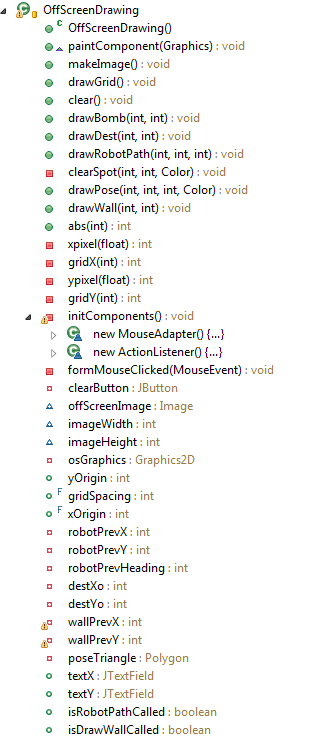 OffScreenDrawing
C OffScreenDrawing()
paintComponent(Graphics) : void
makeImage() : void
drawGrid() : void
clear() : void
drawBomb(int, int) : void
drawDest(int, int) : void
drawRobotPath(int, int, int) : void
clearSpot(int, int, Color) : void
drawPose(int, int, int, Color) : void
drawWall(int, int) : void
abs(int) : int
xpixel(float) : int
gridX(int) : int
ypixel(float) : int
gridY(int) : int
initComponents() : void
new MouseAdapter() {...}
new ActionListener() {...}
formMouseClicked(MouseEvent) : void
clearButton : JButton
offScreenImage : Image
imageWidth : int
imageHeight : int
osGraphics : Graphics2D
yOrigin : int
F gridSpacing : int
F xOrigin : int
robotPrevX : int
robotPrevY : int
robotPrevHeading : int
destXo : int
destYo : int
wallPrevX : int
wallPrevY : int
poseTriangle : Polygon
textX : JTextField
textY : JTextField
isRobotPathCalled : boolean
isDrawWallCalled : boolean